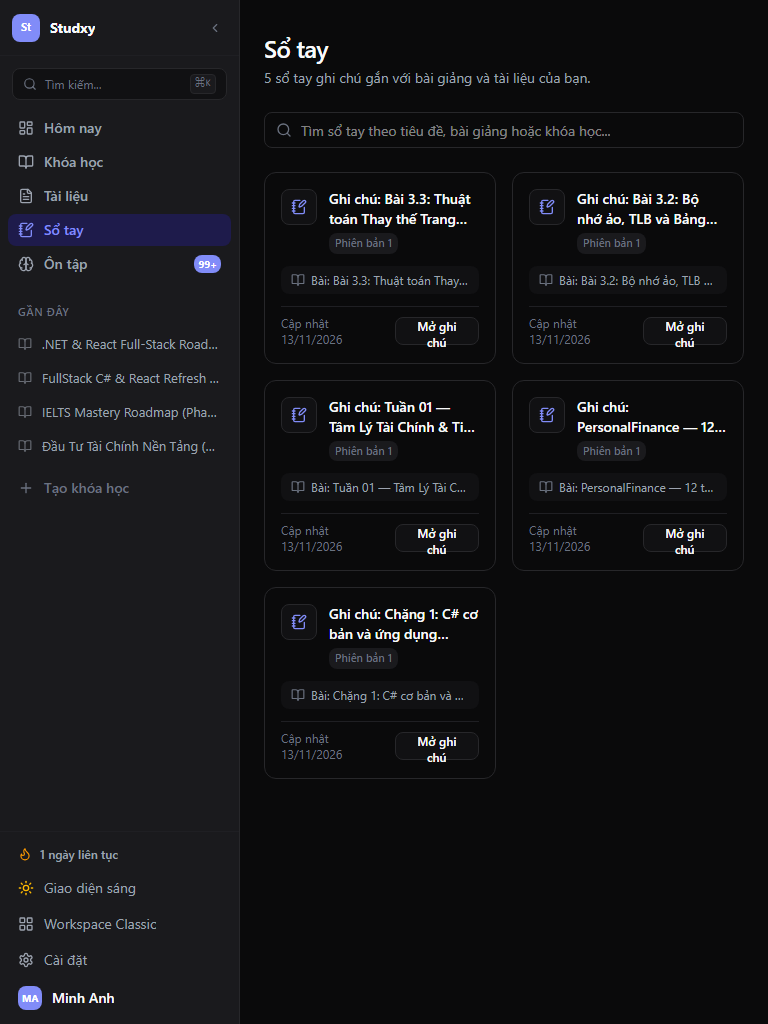 St Studxy
Tìm kiếm... ⌘K
Hôm nay
Khóa học
Tài liệu
Sổ tay
Ôn tập 99+
GẦN ĐÂY
.NET & React Full-Stack Road...
FullStack C# & React Refresh ...
IELTS Mastery Roadmap (Pha...
Đầu Tư Tài Chính Nền Tảng (...
+ Tạo khóa học
1 ngày liên tục
Giao diện sáng
Workspace Classic
Cài đặt
MA Minh Anh
Sổ tay
5 sổ tay ghi chú gắn với bài giảng và tài liệu của bạn.
Tìm sổ tay theo tiêu đề, bài giảng hoặc khóa học...
Ghi chú: Bài 3.3: Thuật
toán Thay thế Trang...
Phiên bản 1
Bài: Bài 3.3: Thuật toán Thay...
Cập nhật
13/11/2026
Mở ghi
chú
Ghi chú: Bài 3.2: Bộ
nhớ ảo, TLB và Bảng...
Phiên bản 1
Bài: Bài 3.2: Bộ nhớ ảo, TLB ...
Cập nhật
13/11/2026
Mở ghi
chú
Ghi chú: Tuần 01 —
Tâm Lý Tài Chính & Ti...
Phiên bản 1
Bài: Tuần 01 — Tâm Lý Tài C...
Cập nhật
13/11/2026
Mở ghi
chú
Ghi chú:
PersonalFinance — 12...
Phiên bản 1
Bài: PersonalFinance — 12 t...
Cập nhật
13/11/2026
Mở ghi
chú
Ghi chú: Chặng 1: C# cơ
bản và ứng dụng...
Phiên bản 1
Bài: Chặng 1: C# cơ bản và ...
Cập nhật
13/11/2026
Mở ghi
chú